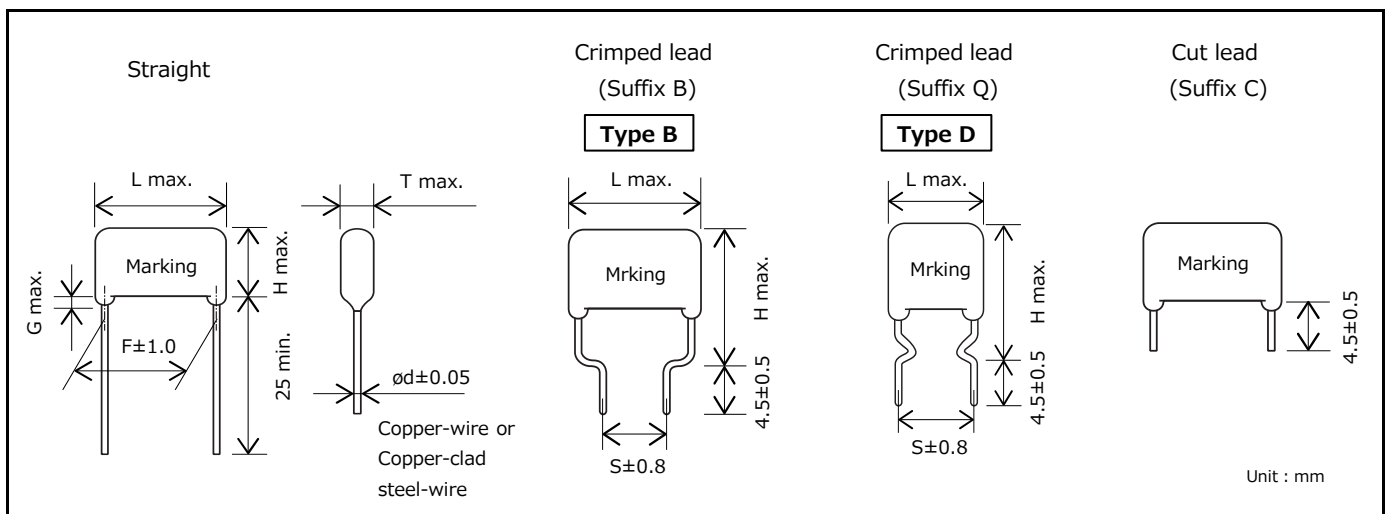 Straight
L max.
T max.
Marking
H max.
G max.
F±1.0
25 min.
ød±0.05
Copper-wire or
Copper-clad
steel-wire
Crimped lead
(Suffix B)
Type B
L max.
Mrking
H max.
4.5±0.5
S±0.8
Crimped lead
(Suffix Q)
Type D
L max.
Mrking
H max.
4.5±0.5
S±0.8
Cut lead
(Suffix C)
Marking
4.5±0.5
Unit : mm